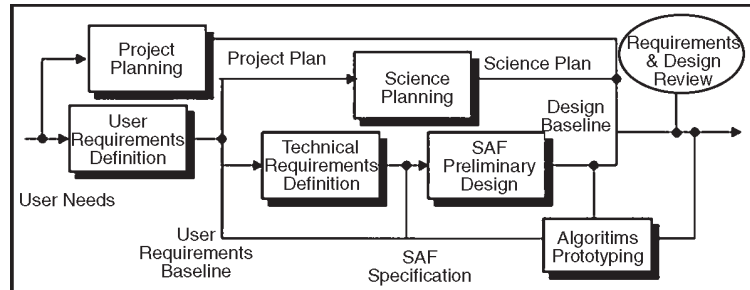 Project
Planning
Project Plan
Science
Planning
Science Plan
Requirements
& Design
Review
User
Requirements
Definition
Technical
Requirements
Definition
SAF
Preliminary
Design
Design
Baseline
User Needs
User
Requirements
Baseline
SAF
Specification
Algoritims
Prototyping